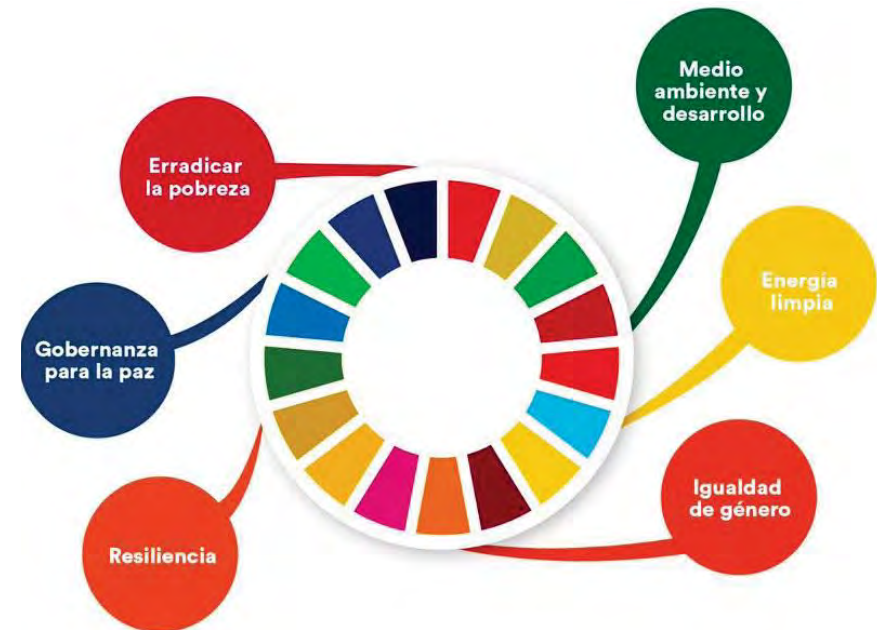 Medio
ambiente y
desarrollo
Erradicar
la pobreza
Energía
limpia
Gobernanza
para la paz
Igualdad
de género
Resiliencia